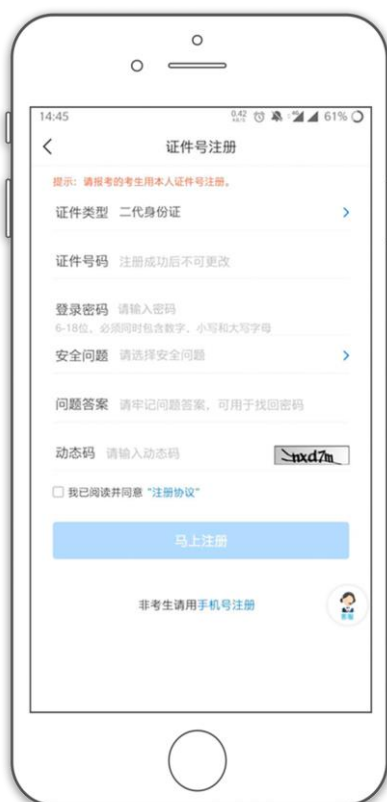 14:45 0.42 KB/S 4G 61%
证件号注册
提示：请报考的考生用本人证件号注册。
证件类型 二代身份证
证件号码 注册成功后不可更改
登录密码 请输入密码
6-18位、必须同时包含数字、小写和大写字母
安全问题 请选择安全问题
问题答案 请牢记问题答案，可用于找回密码
动态码 请输入动态码 nxd7m
我已阅读并同意 "注册协议"
马上注册
非考生请用手机号注册
客服